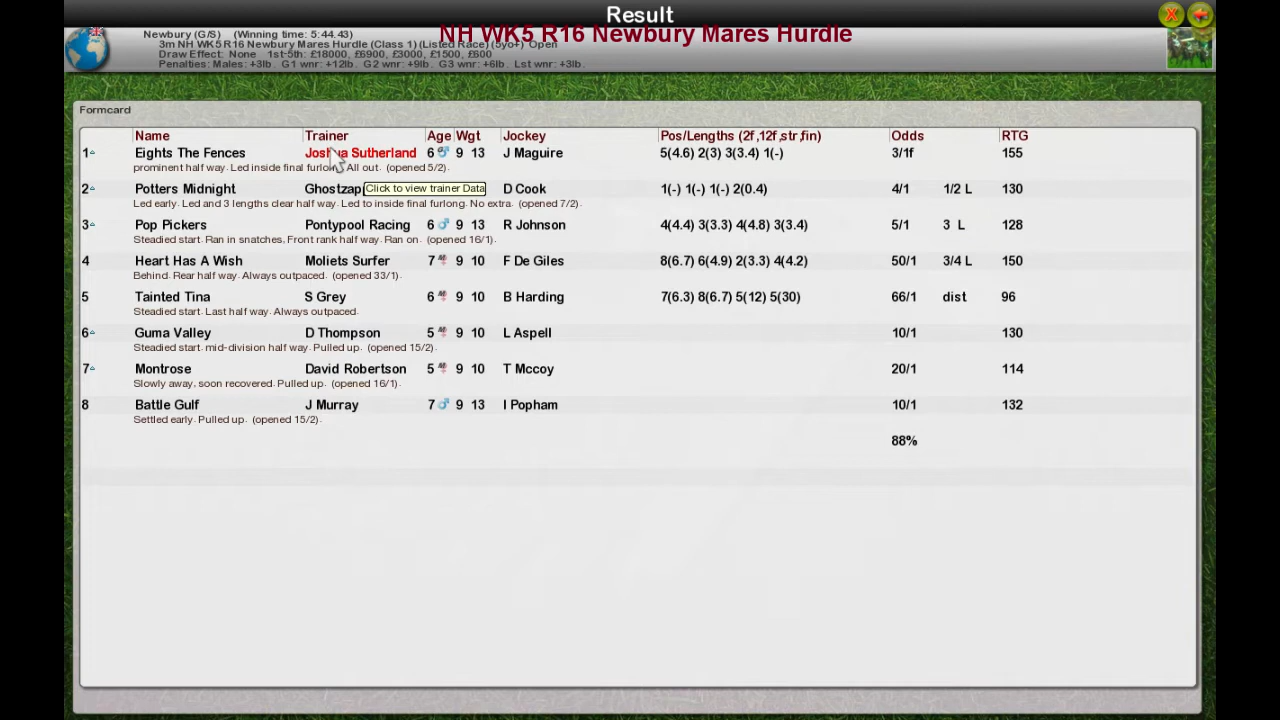 Result
NH WK5 R16 Newbury Mares Hurdle
Newbury (G/S) (Winning time: 5:44.43)
3m NH WK5 R16 Newbury Mares Hurdle (Class 1) (Listed Race) (5yo+) Open
Draw Effect: None 1st-5th: £18000, £6900, £3000, £1500, £600
Penalties: Males: +3lb. G1 wnr: +12lb. G2 wnr: +9lb. G3 wnr: +6lb. Lst wnr: +3lb.
Formcard
Name Trainer Age Wgt Jockey Pos/Lengths (2f,12f,str,fin) Odds RTG
1 Eights The Fences Joshua Sutherland 6 9 13 J Maguire 5(4.6) 2(3) 3(3.4) 1(-) 3/1f 155
prominent half way. Led inside final furlong. All out. (opened 5/2).
2 Potters Midnight Ghostzap D Cook 1(-) 1(-) 1(-) 2(0.4) 4/1 1/2 L 130
Click to view trainer Data
Led early. Led and 3 lengths clear half way. Led to inside final furlong. No extra. (opened 7/2).
3 Pop Pickers Pontypool Racing 6 9 13 R Johnson 4(4.4) 3(3.3) 4(4.8) 3(3.4) 5/1 3 L 128
Steadied start. Ran in snatches, Front rank half way. Ran on. (opened 16/1).
4 Heart Has A Wish Moliets Surfer 7 9 10 F De Giles 8(6.7) 6(4.9) 2(3.3) 4(4.2) 50/1 3/4 L 150
Behind. Rear half way. Always outpaced. (opened 33/1).
5 Tainted Tina S Grey 6 9 10 B Harding 7(6.3) 8(6.7) 5(12) 5(30) 66/1 dist 96
Steadied start. Last half way. Always outpaced.
6 Guma Valley D Thompson 5 9 10 L Aspell 10/1 130
Steadied start. mid-division half way. Pulled up. (opened 15/2).
7 Montrose David Robertson 5 9 10 T Mccoy 20/1 114
Slowly away, soon recovered. Pulled up. (opened 16/1).
8 Battle Gulf J Murray 7 9 13 I Popham 10/1 132
Settled early. Pulled up. (opened 15/2).
88%